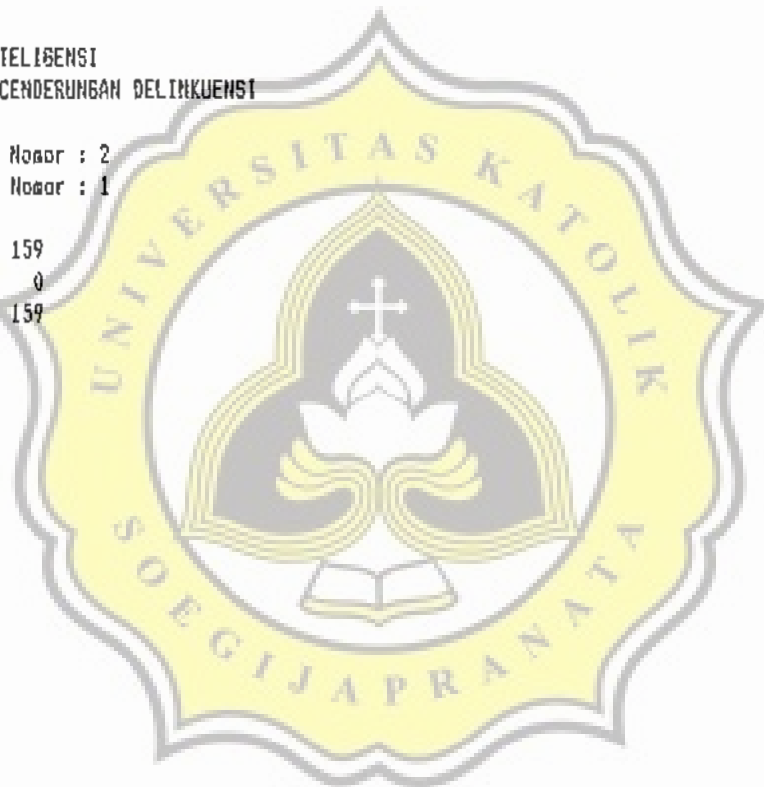 TELIGENSI
CENDERUNGAN DELINKUENSI
Nomor : 2
Nomor : 1
159
0
159
UNIVERSITAS KATOLIK
SOEGIJAPRANATA